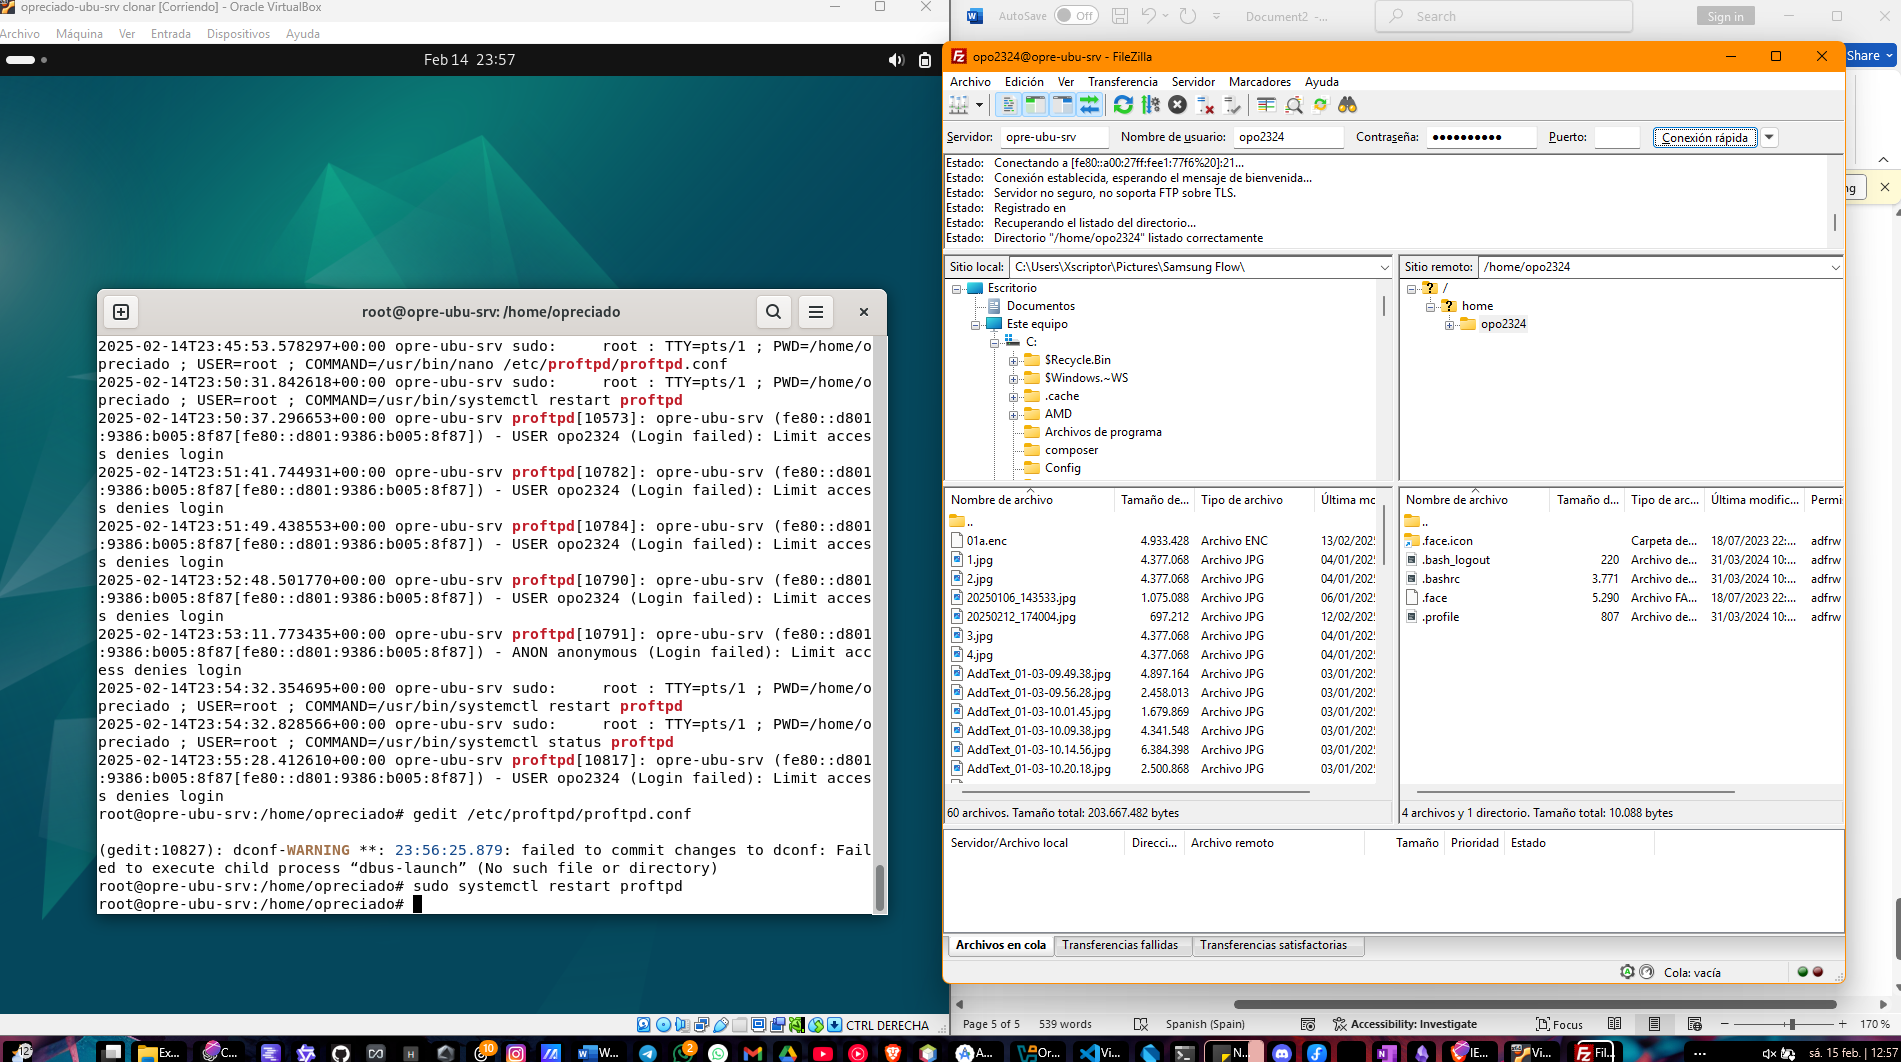 opreciado-ubu-srv clonar [Corriendo] - Oracle VirtualBox
Archivo Máquina Ver Entrada Dispositivos Ayuda
Feb 14 23:57
root@opre-ubu-srv: /home/opreciado
2025-02-14T23:45:53.578297+00:00 opre-ubu-srv sudo:     root : TTY=pts/1 ; PWD=/home/o
preciado ; USER=root ; COMMAND=/usr/bin/nano /etc/proftpd/proftpd.conf
2025-02-14T23:50:31.842618+00:00 opre-ubu-srv sudo:     root : TTY=pts/1 ; PWD=/home/o
preciado ; USER=root ; COMMAND=/usr/bin/systemctl restart proftpd
2025-02-14T23:50:37.296653+00:00 opre-ubu-srv proftpd[10573]: opre-ubu-srv (fe80::d801
:9386:b005:8f87[fe80::d801:9386:b005:8f87]) - USER opo2324 (Login failed): Limit acces
s denies login
2025-02-14T23:51:41.744931+00:00 opre-ubu-srv proftpd[10782]: opre-ubu-srv (fe80::d801
:9386:b005:8f87[fe80::d801:9386:b005:8f87]) - USER opo2324 (Login failed): Limit acces
s denies login
2025-02-14T23:51:49.438553+00:00 opre-ubu-srv proftpd[10784]: opre-ubu-srv (fe80::d801
:9386:b005:8f87[fe80::d801:9386:b005:8f87]) - USER opo2324 (Login failed): Limit acces
s denies login
2025-02-14T23:52:48.501770+00:00 opre-ubu-srv proftpd[10790]: opre-ubu-srv (fe80::d801
:9386:b005:8f87[fe80::d801:9386:b005:8f87]) - USER opo2324 (Login failed): Limit acces
s denies login
2025-02-14T23:53:11.773435+00:00 opre-ubu-srv proftpd[10791]: opre-ubu-srv (fe80::d801
:9386:b005:8f87[fe80::d801:9386:b005:8f87]) - ANON anonymous (Login failed): Limit acc
ess denies login
2025-02-14T23:54:32.354695+00:00 opre-ubu-srv sudo:     root : TTY=pts/1 ; PWD=/home/o
preciado ; USER=root ; COMMAND=/usr/bin/systemctl restart proftpd
2025-02-14T23:54:32.828566+00:00 opre-ubu-srv sudo:     root : TTY=pts/1 ; PWD=/home/o
preciado ; USER=root ; COMMAND=/usr/bin/systemctl status proftpd
2025-02-14T23:55:28.412610+00:00 opre-ubu-srv proftpd[10817]: opre-ubu-srv (fe80::d801
:9386:b005:8f87[fe80::d801:9386:b005:8f87]) - USER opo2324 (Login failed): Limit acces
s denies login
root@opre-ubu-srv:/home/opreciado# gedit /etc/proftpd/proftpd.conf
(gedit:10827): dconf-WARNING **: 23:56:25.879: failed to commit changes to dconf: Fail
ed to execute child process “dbus-launch” (No such file or directory)
root@opre-ubu-srv:/home/opreciado# sudo systemctl restart proftpd
root@opre-ubu-srv:/home/opreciado#
CTRL DERECHA
AutoSave Off Document2 -... Search Sign in
Share
ng
opo2324@opre-ubu-srv - FileZilla
Archivo Edición Ver Transferencia Servidor Marcadores Ayuda
Servidor: opre-ubu-srv Nombre de usuario: opo2324 Contraseña: ●●●●●●●●●● Puerto: Conexión rápida
Estado: Conectando a [fe80::a00:27ff:fee1:77f6%20]:21...
Estado: Conexión establecida, esperando el mensaje de bienvenida...
Estado: Servidor no seguro, no soporta FTP sobre TLS.
Estado: Registrado en
Estado: Recuperando el listado del directorio...
Estado: Directorio "/home/opo2324" listado correctamente
Sitio local: C:\Users\Xscriptor\Pictures\Samsung Flow\
Escritorio
Documentos
Este equipo
C:
$Recycle.Bin
$Windows.~WS
.cache
AMD
Archivos de programa
composer
Config
Sitio remoto: /home/opo2324
/
home
opo2324
Nombre de archivo Tamaño de... Tipo de archivo Última mo
..
01a.enc 4.933.428 Archivo ENC 13/02/202
1.jpg 4.377.068 Archivo JPG 04/01/202
2.jpg 4.377.068 Archivo JPG 04/01/202
20250106_143533.jpg 1.075.088 Archivo JPG 06/01/202
20250212_174004.jpg 697.212 Archivo JPG 12/02/202
3.jpg 4.377.068 Archivo JPG 04/01/202
4.jpg 4.377.068 Archivo JPG 04/01/202
AddText_01-03-09.49.38.jpg 4.897.164 Archivo JPG 03/01/202
AddText_01-03-09.56.28.jpg 2.458.013 Archivo JPG 03/01/202
AddText_01-03-10.01.45.jpg 1.679.869 Archivo JPG 03/01/202
AddText_01-03-10.09.38.jpg 4.341.548 Archivo JPG 03/01/202
AddText_01-03-10.14.56.jpg 6.384.398 Archivo JPG 03/01/202
AddText_01-03-10.20.18.jpg 2.500.868 Archivo JPG 03/01/202
60 archivos. Tamaño total: 203.667.482 bytes
Nombre de archivo Tamaño d... Tipo de arc... Última modific... Permi
..
.face.icon Carpeta de... 18/07/2023 22:... adfrw
.bash_logout 220 Archivo de... 31/03/2024 10:... adfrw
.bashrc 3.771 Archivo de... 31/03/2024 10:... adfrw
.face 5.290 Archivo FA... 18/07/2023 22:... adfrw
.profile 807 Archivo de... 31/03/2024 10:... adfrw
4 archivos y 1 directorio. Tamaño total: 10.088 bytes
Servidor/Archivo local Direcci... Archivo remoto Tamaño Prioridad Estado
Archivos en cola Transferencias fallidas Transferencias satisfactorias
Cola: vacía
Page 5 of 5 539 words Spanish (Spain) Accessibility: Investigate Focus 170 %
12° Ex... C... 10 W... 2 A... Or... Vi... N... IE... Vi... Fil... sá. 15 feb. | 12:57